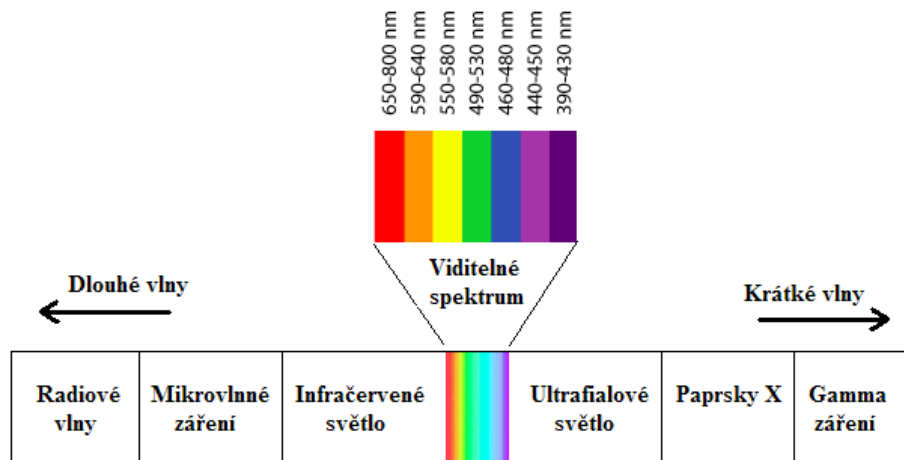 650-800 nm
590-640 nm
550-580 nm
490-530 nm
460-480 nm
440-450 nm
390-430 nm
Viditelné
spektrum
Dlouhé vlny
Krátké vlny
Radiové
vlny
Mikrovlnné
záření
Infračervené
světlo
Ultrafialové
světlo
Paprsky X
Gamma
záření